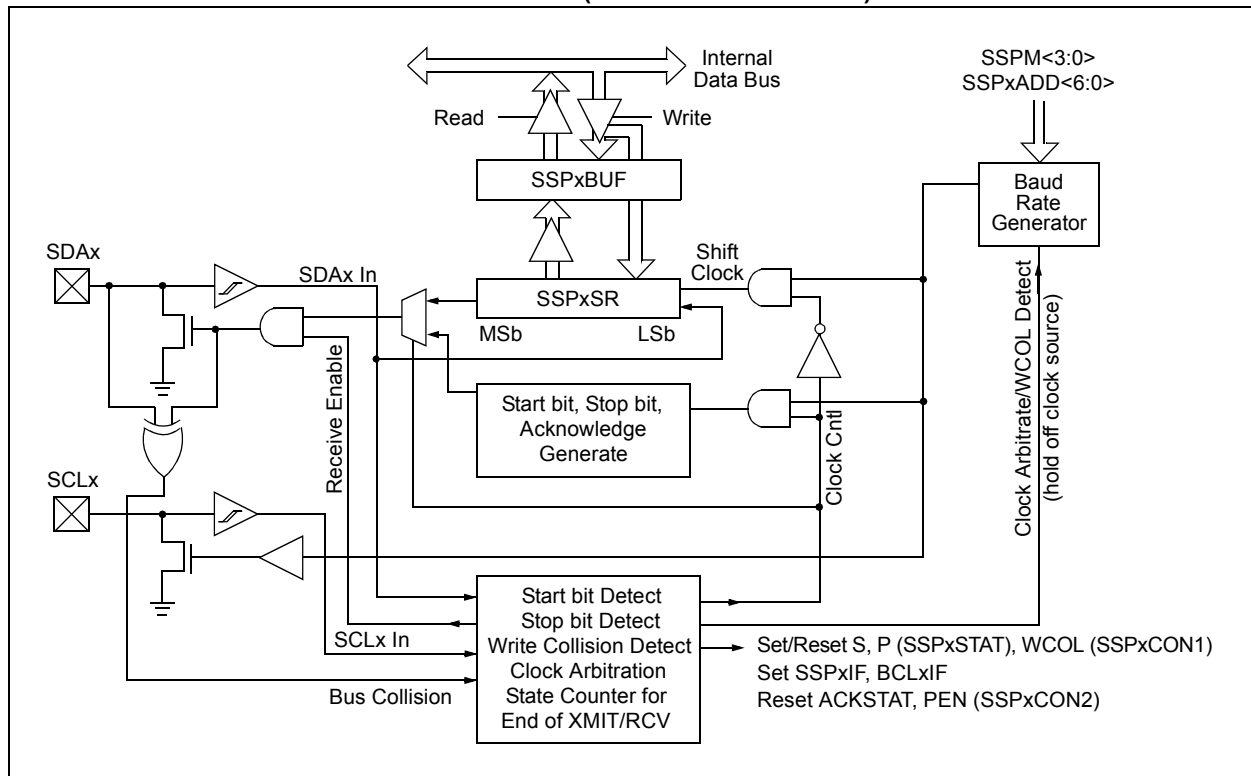 Internal
Data Bus
SSPM<3:0>
SSPxADD<6:0>
Read
Write
SSPxBUF
Baud
Rate
Generator
SDAx
SDAx In
Shift
Clock
SSPxSR
MSb
LSb
Receive Enable
Start bit, Stop bit,
Acknowledge
Generate
Clock Cntl
Clock Arbitrate/WCOL Detect
(hold off clock source)
SCLx
Start bit Detect
Stop bit Detect
Write Collision Detect
Clock Arbitration
State Counter for
End of XMIT/RCV
SCLx In
Bus Collision
Set/Reset S, P (SSPxSTAT), WCOL (SSPxCON1)
Set SSPxIF, BCLxIF
Reset ACKSTAT, PEN (SSPxCON2)